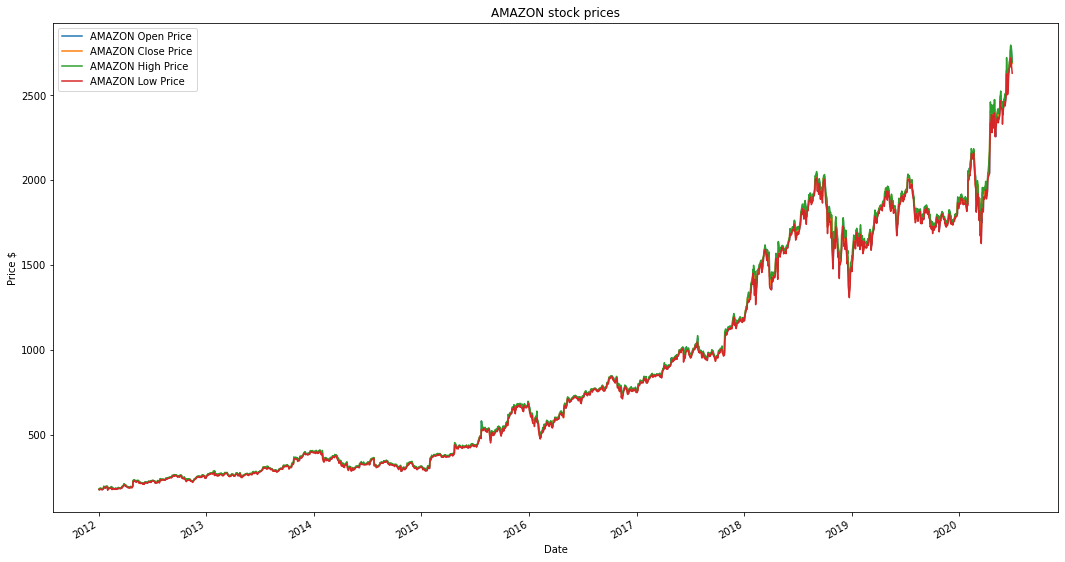 AMAZON stock prices
AMAZON Open Price
AMAZON Close Price
AMAZON High Price
AMAZON Low Price
Price $
2500
2000
1500
1000
500
2012 2013 2014 2015 2016 2017 2018 2019 2020
Date